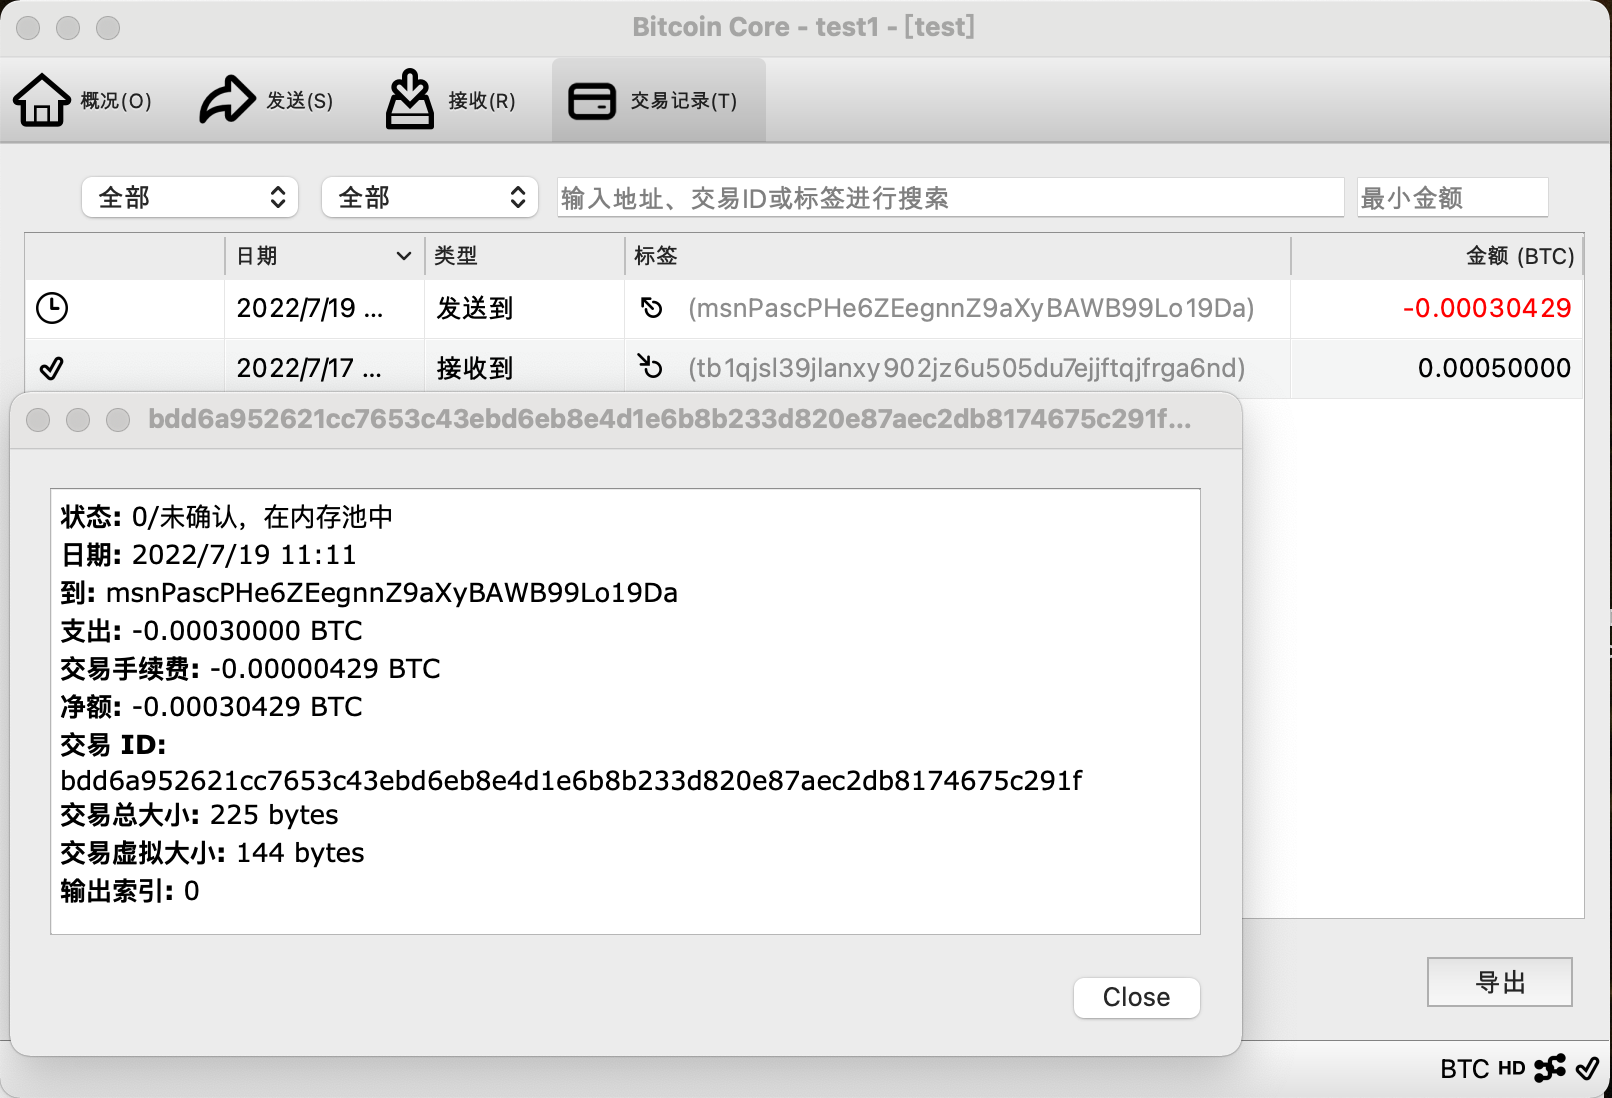 Bitcoin Core - test1 - [test]
概况(O) 发送(S) 接收(R) 交易记录(T)
全部 全部 输入地址、交易ID或标签进行搜索 最小金额
日期 类型 标签 金额 (BTC)
2022/7/19 ... 发送到 (msnPascPHe6ZEegnnZ9aXyBAWB99Lo19Da) -0.00030429
2022/7/17 ... 接收到 (tb1qjsl39jlanxy902jz6u505du7ejjftqjfrga6nd) 0.00050000
bdd6a952621cc7653c43ebd6eb8e4d1e6b8b233d820e87aec2db8174675c291f...
状态: 0/未确认，在内存池中
日期: 2022/7/19 11:11
到: msnPascPHe6ZEegnnZ9aXyBAWB99Lo19Da
支出: -0.00030000 BTC
交易手续费: -0.00000429 BTC
净额: -0.00030429 BTC
交易 ID:
bdd6a952621cc7653c43ebd6eb8e4d1e6b8b233d820e87aec2db8174675c291f
交易总大小: 225 bytes
交易虚拟大小: 144 bytes
输出索引: 0
Close
导出
BTC HD